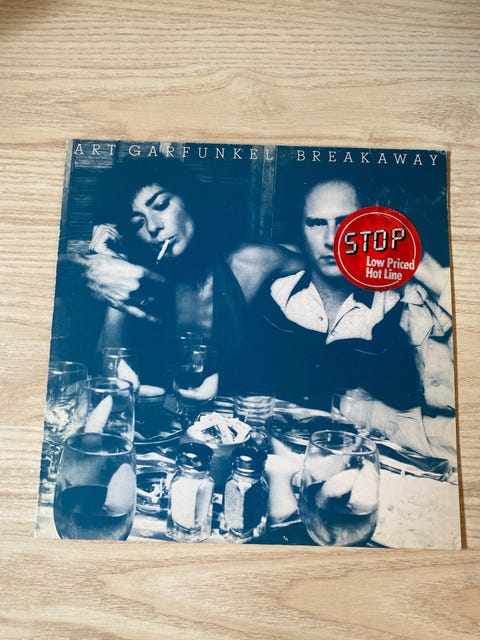 ART GARFUNKEL BREAKAWAY
STOP
Low Priced
Hot Line